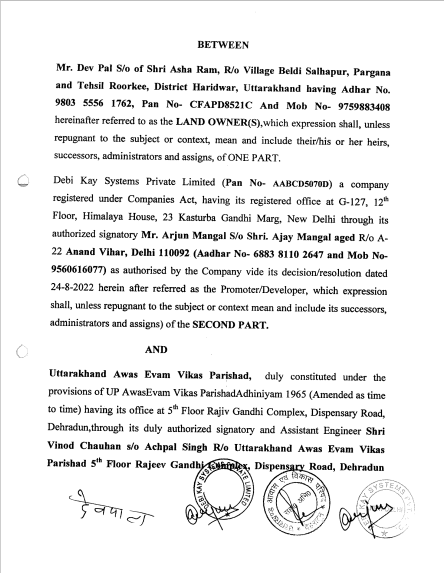 BETWEEN
Mr. Dev Pal S/o of Shri Asha Ram, R/o Village Beldi Salhapur, Pargana
and Tehsil Roorkee, District Haridwar, Uttarakhand having Adhar No.
9803 5556 1762, Pan No- CFAPD8521C And Mob No- 9759883408
hereinafter referred to as the LAND OWNER(S),which expression shall, unless
repugnant to the subject or context, mean and include their/his or her heirs,
successors, administrators and assigns, of ONE PART.
Debi Kay Systems Private Limited (Pan No- AABCD5070D) a company
registered under Companies Act, having its registered office at G-127, 12th
Floor, Himalaya House, 23 Kasturba Gandhi Marg, New Delhi through its
authorized signatory Mr. Arjun Mangal S/o Shri. Ajay Mangal aged R/o A-
22 Anand Vihar, Delhi 110092 (Aadhar No- 6883 8110 2647 and Mob No-
9560616077) as authorised by the Company vide its decision/resolution dated
24-8-2022 herein after referred as the Promoter/Developer, which expression
shall, unless repugnant to the subject or context mean and include its successors,
administrators and assigns) of the SECOND PART.
AND
Uttarakhand Awas Evam Vikas Parishad, duly constituted under the
provisions of UP AwasEvam Vikas ParishadAdhiniyam 1965 (Amended as time
to time) having its office at 5th Floor Rajiv Gandhi Complex, Dispensary Road,
Dehradun,through its duly authorized signatory and Assistant Engineer Shri
Vinod Chauhan s/o Achpal Singh R/o Uttarakhand Awas Evam Vikas
Parishad 5th Floor Rajeev Gandhi Complex, Dispensary Road, Dehradun
देवपाल